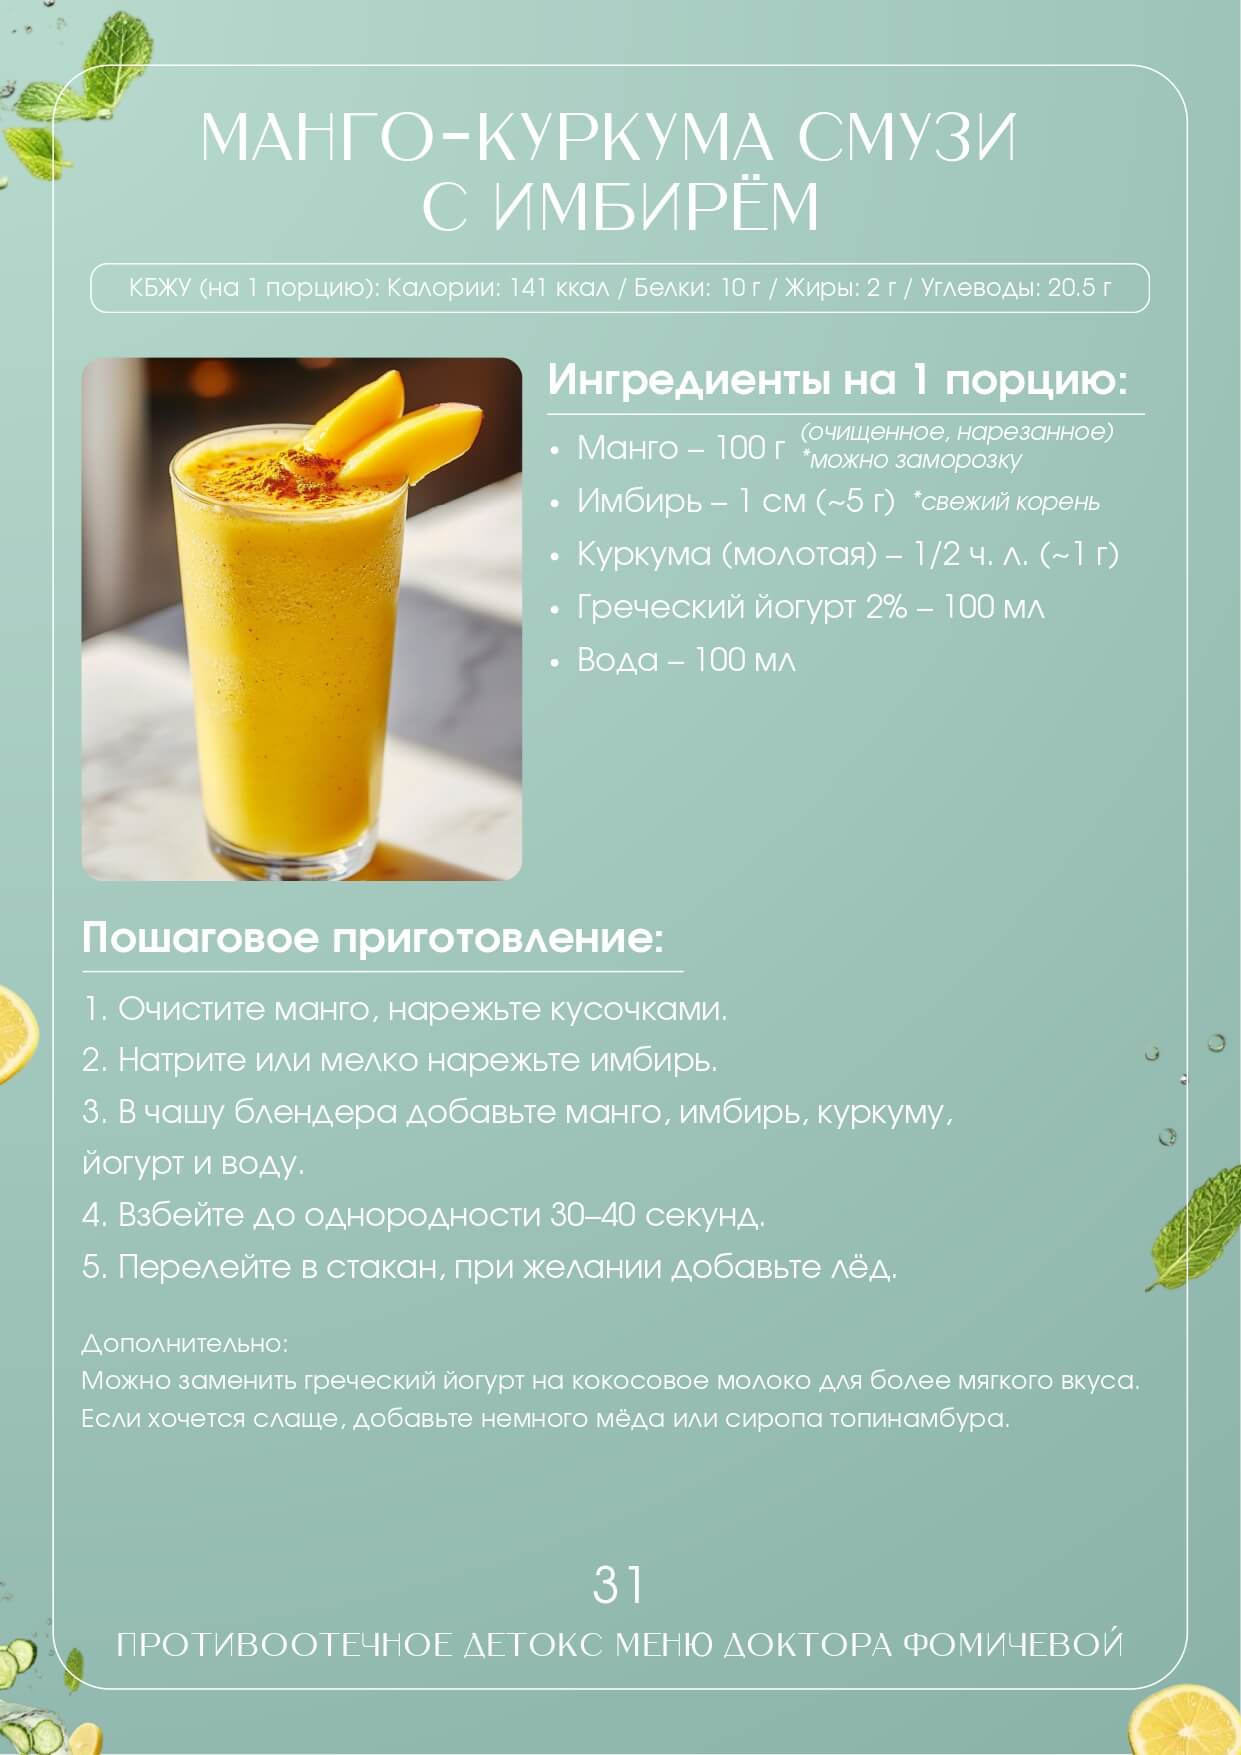 МАНГО-КУРКУМА СМУЗИ
С ИМБИРЁМ
КБЖУ (на 1 порцию): Калории: 141 ккал / Белки: 10 г / Жиры: 2 г / Углеводы: 20.5 г
Ингредиенты на 1 порцию:
• Манго – 100 г (очищенное, нарезанное)
*можно заморозку
• Имбирь – 1 см (~5 г) *свежий корень
• Куркума (молотая) – 1/2 ч. л. (~1 г)
• Греческий йогурт 2% – 100 мл
• Вода – 100 мл
Пошаговое приготовление:
1. Очистите манго, нарежьте кусочками.
2. Натрите или мелко нарежьте имбирь.
3. В чашу блендера добавьте манго, имбирь, куркуму,
йогурт и воду.
4. Взбейте до однородности 30–40 секунд.
5. Перелейте в стакан, при желании добавьте лёд.
Дополнительно:
Можно заменить греческий йогурт на кокосовое молоко для более мягкого вкуса.
Если хочется слаще, добавьте немного мёда или сиропа топинамбура.
31
ПРОТИВООТЕЧНОЕ ДЕТОКС МЕНЮ ДОКТОРА ФОМИЧЕВОЙ